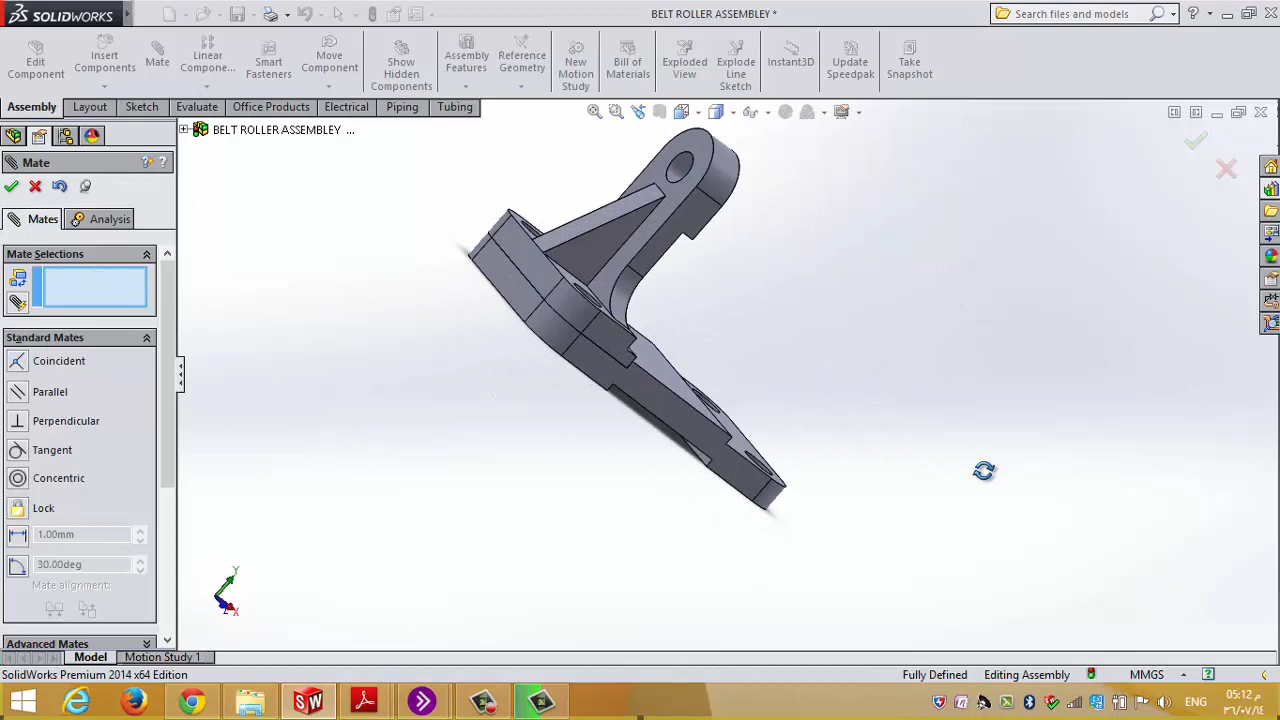 SOLIDWORKS
BELT ROLLER ASSEMBLEY *
Search files and models
Edit Component
Insert Components
Mate
Linear Compone...
Smart Fasteners
Move Component
Show Hidden Components
Assembly Features
Reference Geometry
New Motion Study
Bill of Materials
Exploded View
Explode Line Sketch
Instant3D
Update Speedpak
Take Snapshot
Assembly
Layout
Sketch
Evaluate
Office Products
Electrical
Piping
Tubing
BELT ROLLER ASSEMBLEY ...
Mate
Mates
Analysis
Mate Selections
Standard Mates
Coincident
Parallel
Perpendicular
Tangent
Concentric
Lock
1.00mm
30.00deg
Mate alignment:
Advanced Mates
Y
X
Z
Model
Motion Study 1
SolidWorks Premium 2014 x64 Edition
Fully Defined
Editing Assembly
MMGS
ENG
05:12 م
٣٦/٠٧/١٤